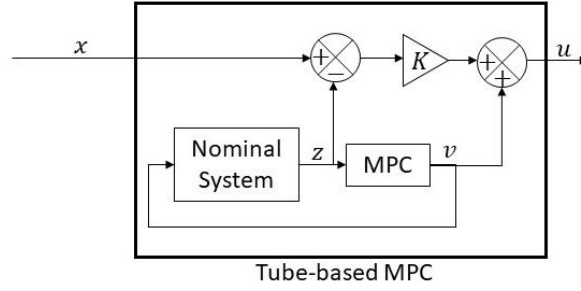 x
u
+
−
K
+
+
Nominal
System
z
MPC
v
Tube-based MPC